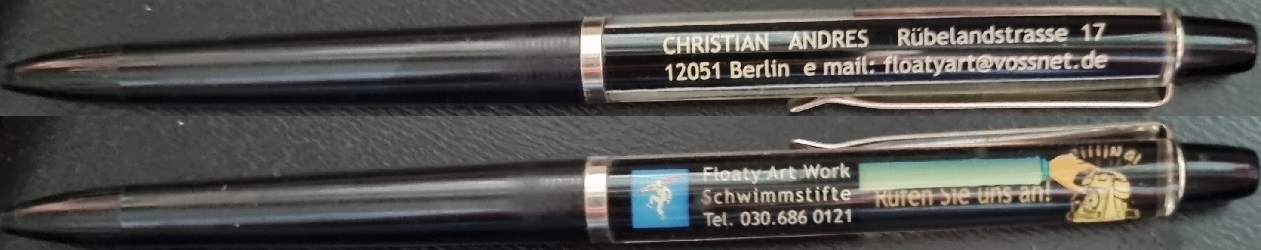 CHRISTIAN ANDRES Rübelandstrasse 17
12051 Berlin e mail: floatyart@vossnet.de
Floaty Art Work
Schwimmstifte
Tel. 030.686 0121
Rufen Sie uns an!